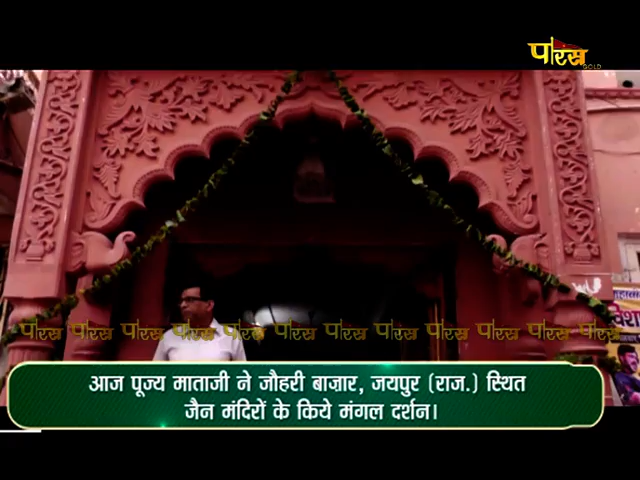 पारस
GOLD
पारस पारस पारस पारस पारस पारस पारस पारस पारस पारस पारस पारस
आज पूज्य माताजी ने जौहरी बाज़ार, जयपुर (राज.) स्थित
जैन मंदिरों के किये मंगल दर्शन।